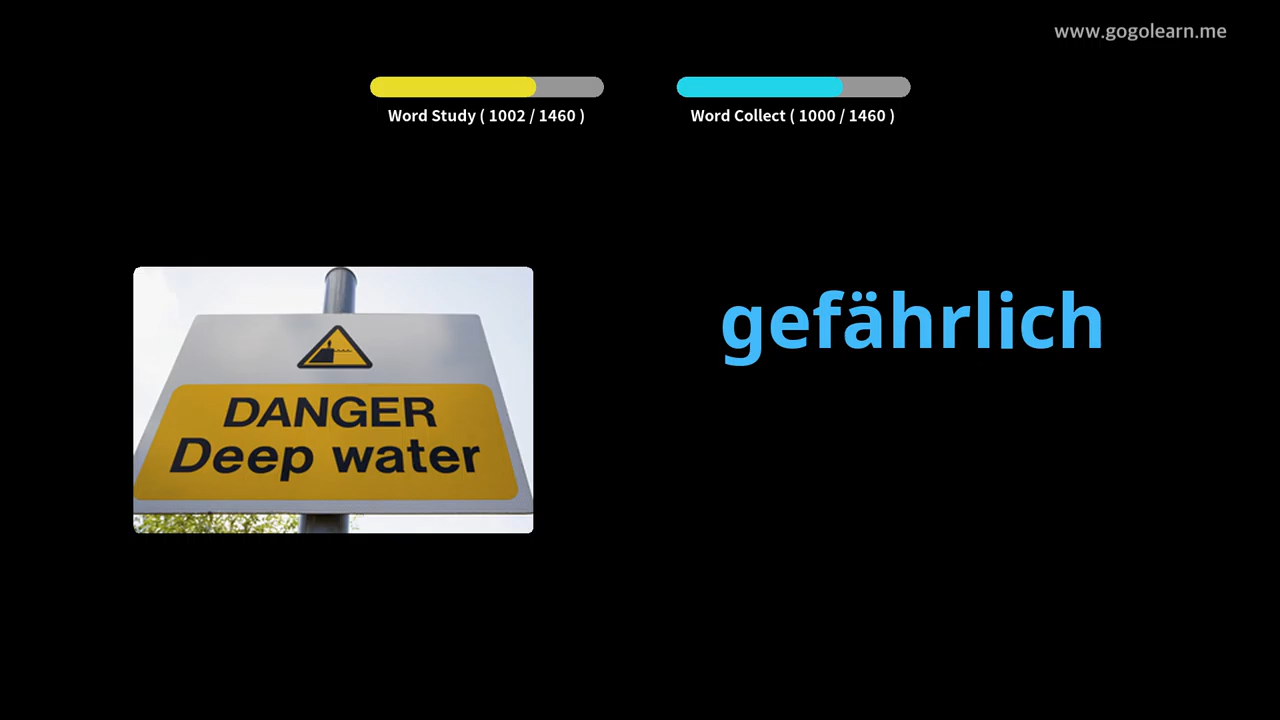 www.gogolearn.me
Word Study ( 1002 / 1460 )
Word Collect ( 1000 / 1460 )
gefährlich
DANGER
Deep water